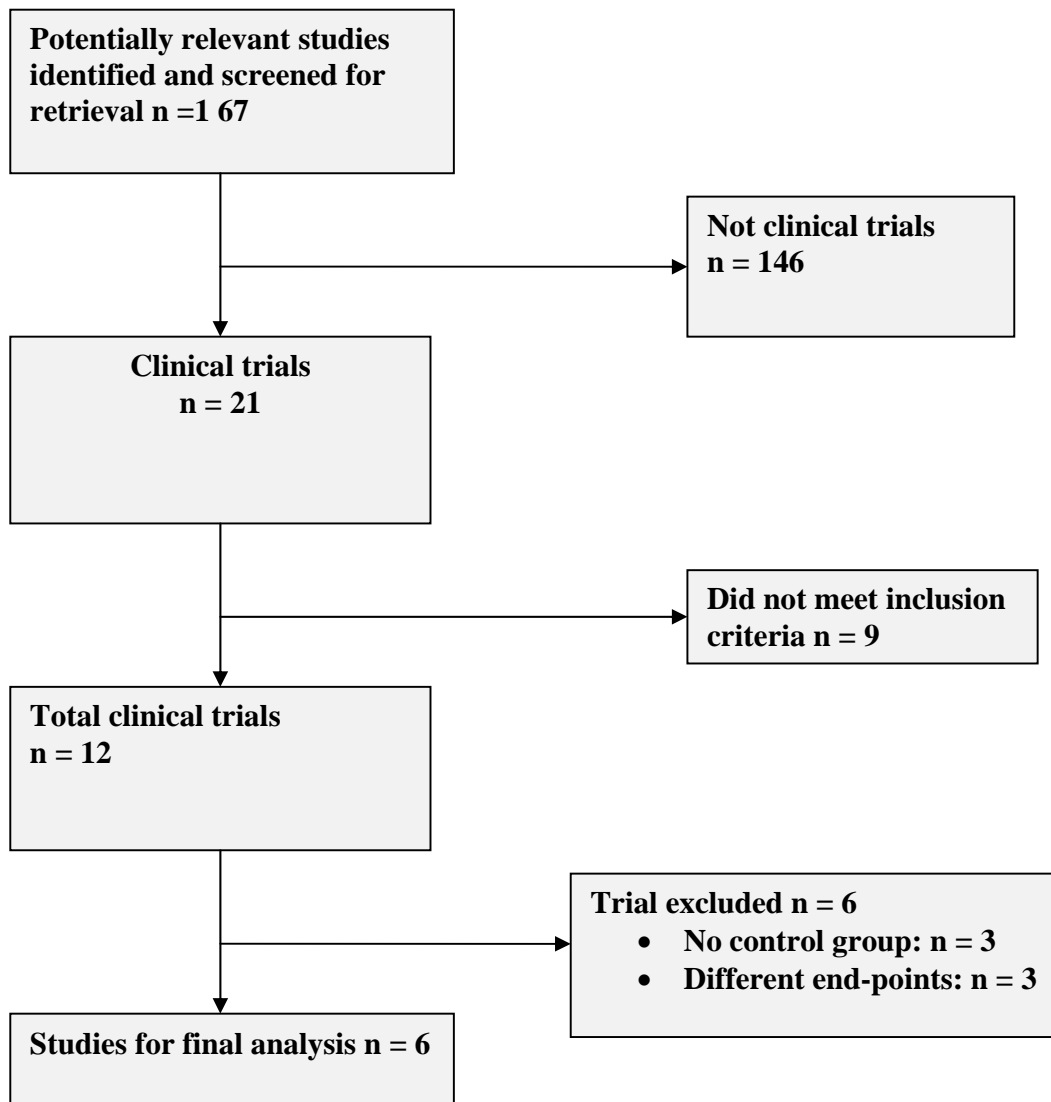 Potentially relevant studies
identified and screened for
retrieval n =1 67
Not clinical trials
n = 146
Clinical trials
n = 21
Did not meet inclusion
criteria n = 9
Total clinical trials
n = 12
Trial excluded n = 6
• No control group: n = 3
• Different end-points: n = 3
Studies for final analysis n = 6